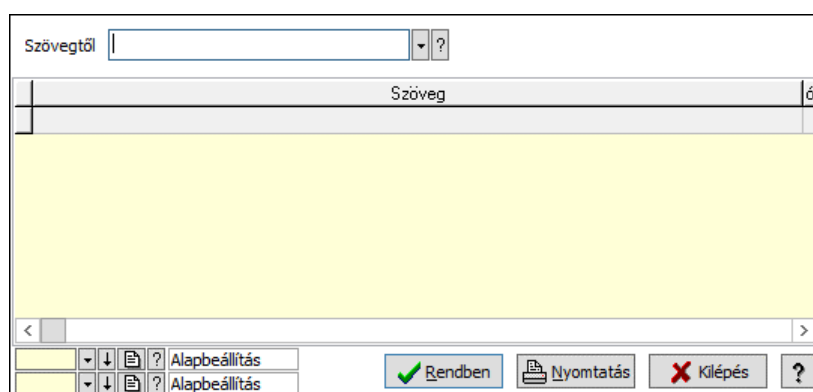 Szövegtől ?
Szöveg
? Alapbeállítás
? Alapbeállítás
Rendben Nyomtatás Kilépés ?